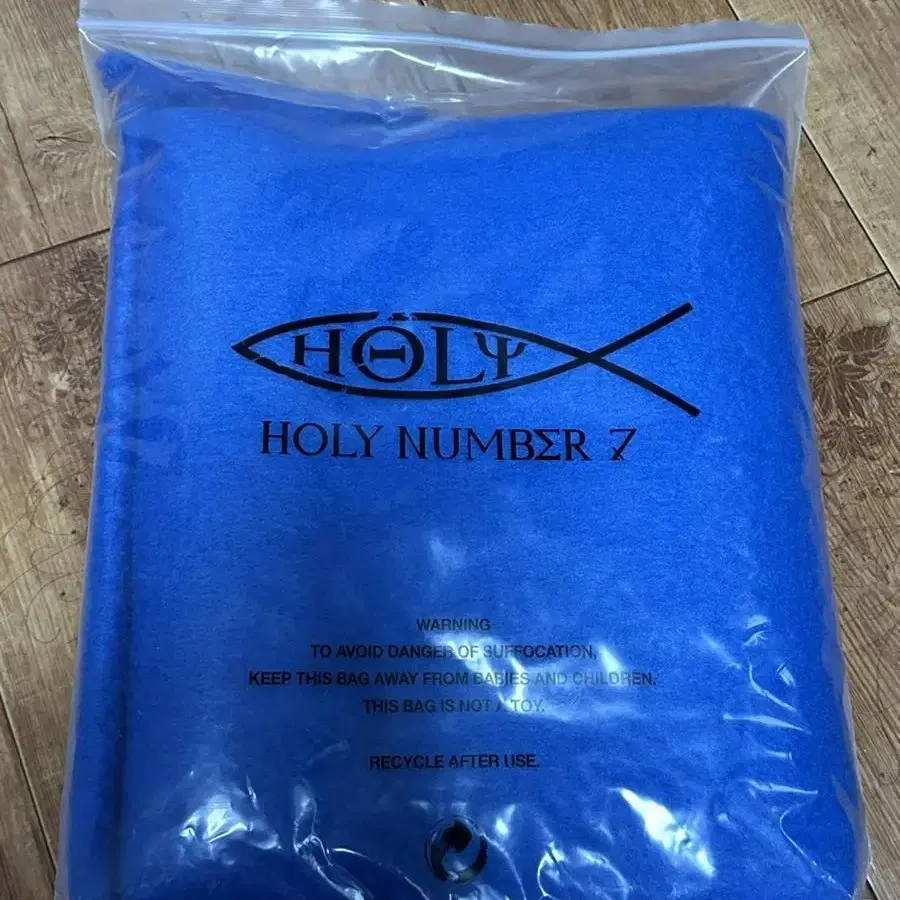 HΘLΨ
HOLY NUMBΣR 7
WARNING
TO AVOID DANGER OF SUFFOCATION,
KEEP THIS BAG AWAY FROM BABIES AND CHILDREN.
THIS BAG IS NOT A TOY.
RECYCLE AFTER USE.